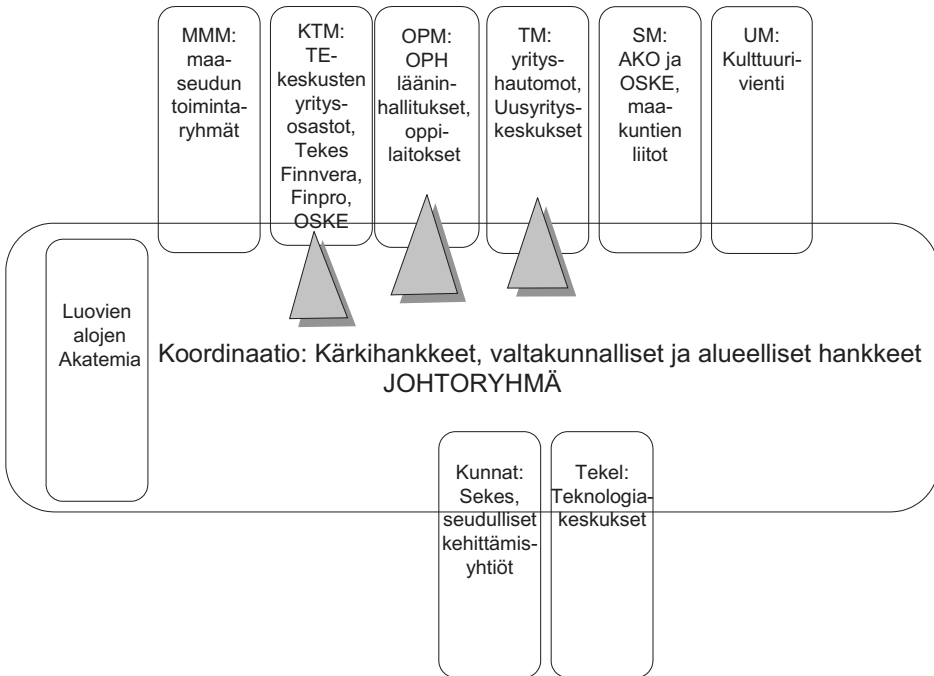 MMM:
maa-
seudun
toiminta-
ryhmät
KTM:
TE-
keskusten
yritys-
osastot,
Tekes
Finnvera,
Finpro,
OSKE
OPM:
OPH
läänin-
hallitukset,
oppi-
laitokset
TM:
yritys-
hautomot,
Uusyritys-
keskukset
SM:
AKO ja
OSKE,
maa-
kuntien
liitot
UM:
Kulttuuri-
vienti
Luovien
alojen
Akatemia
Koordinaatio: Kärkihankkeet, valtakunnalliset ja alueelliset hankkeet
JOHTORYHMÄ
Kunnat:
Sekes,
seudulliset
kehittämis-
yhtiöt
Tekel:
Teknologia-
keskukset